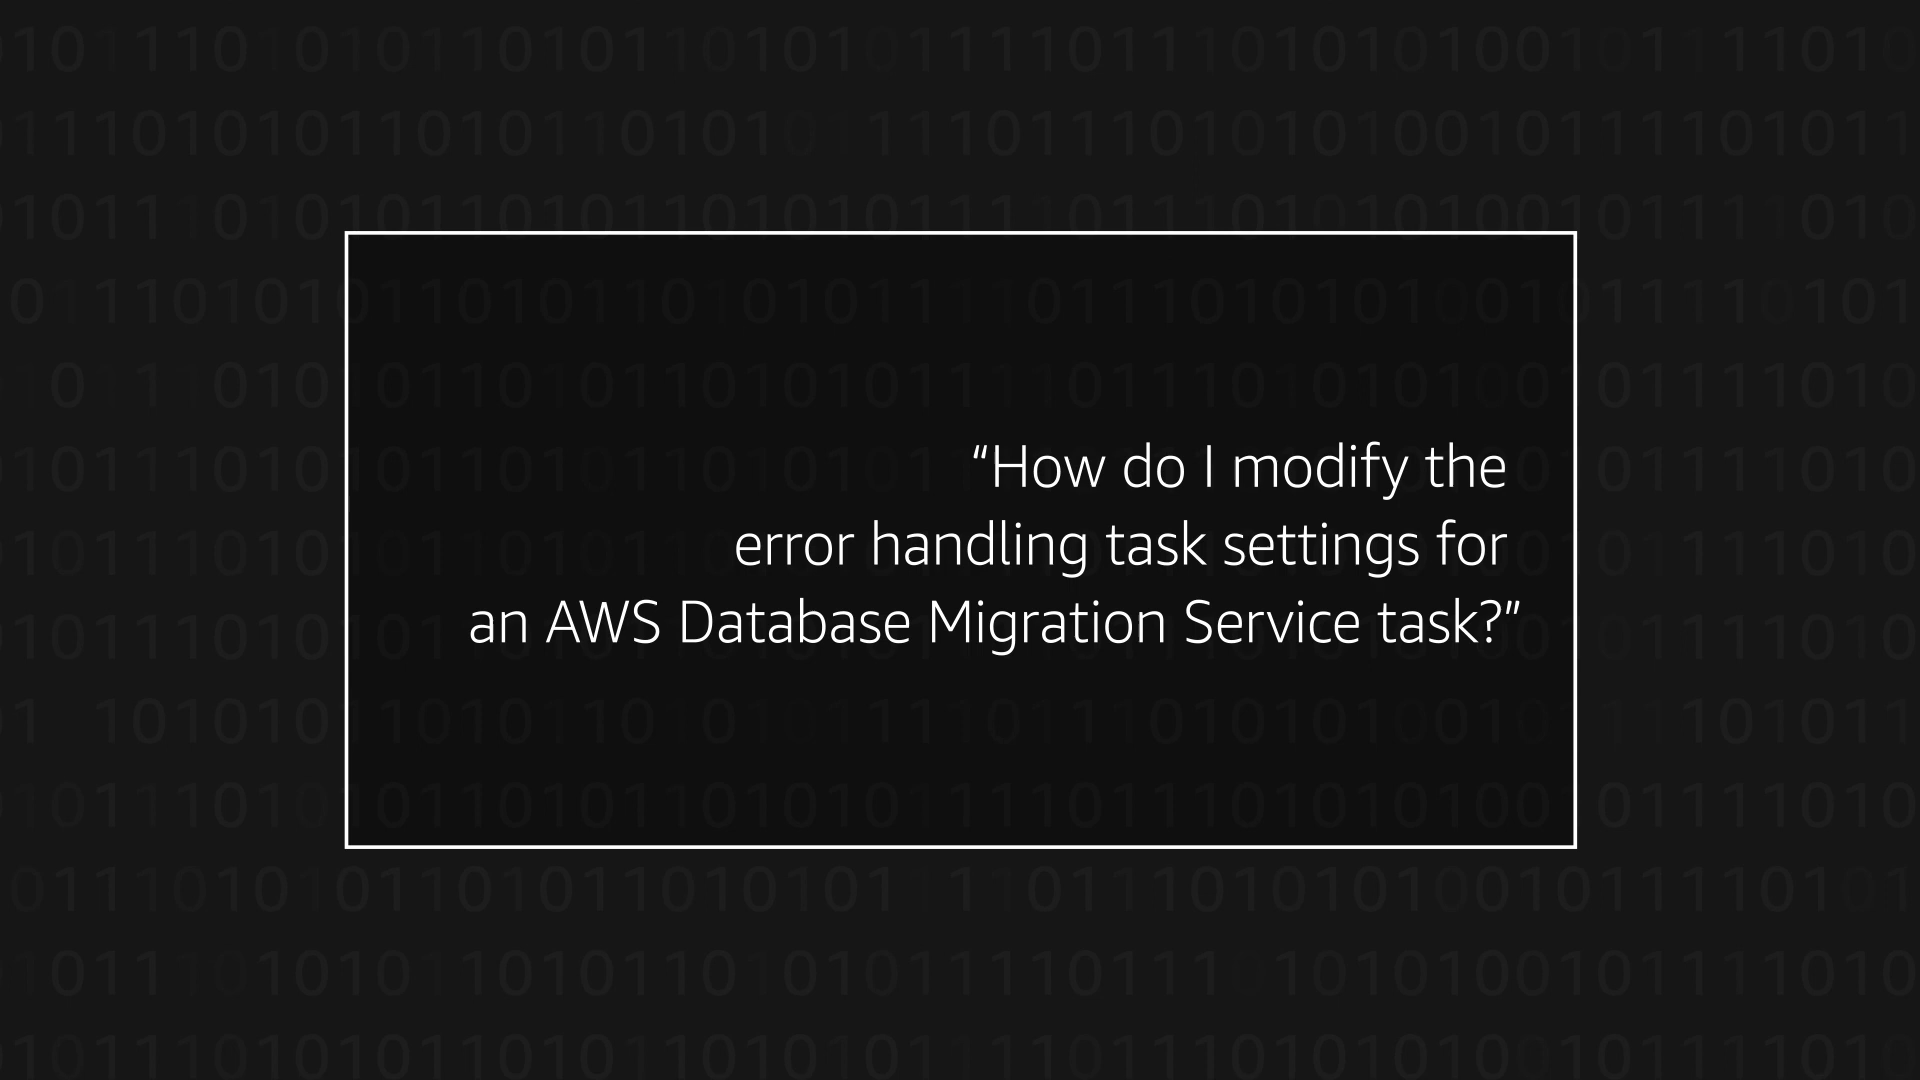 “How do I modify the
error handling task settings for
an AWS Database Migration Service task?”